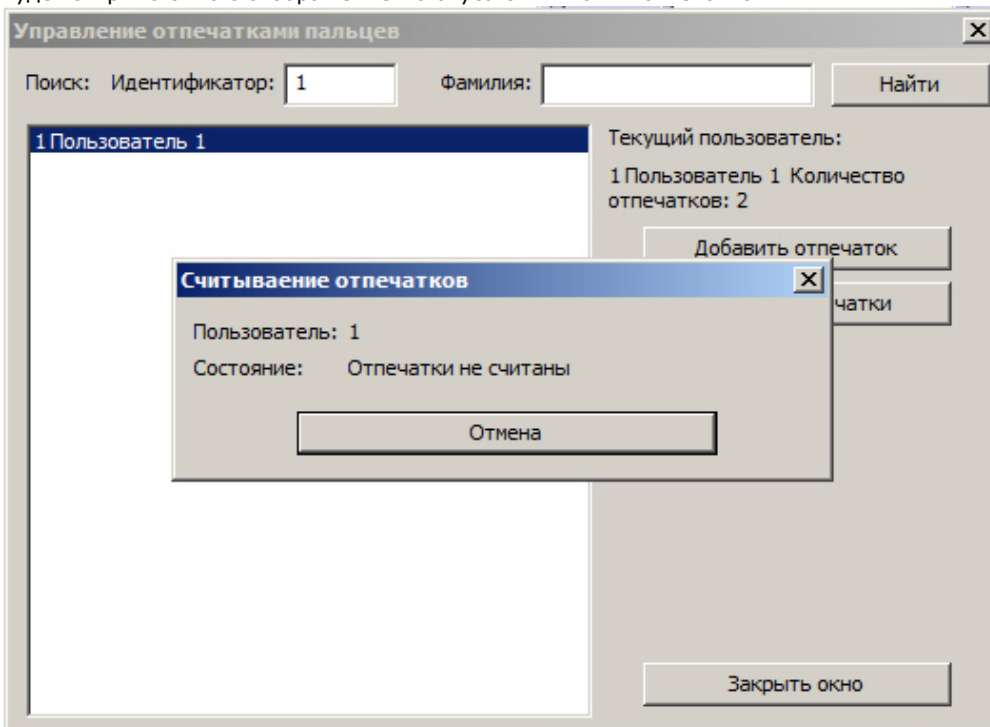 Управление отпечатками пальцев
Поиск: Идентификатор: 1 Фамилия: Найти
1 Пользователь 1
Текущий пользователь:
1 Пользователь 1 Количество
отпечатков: 2
Добавить отпечаток
чатки
Считываение отпечатков
Пользователь: 1
Состояние: Отпечатки не считаны
Отмена
Закрыть окно